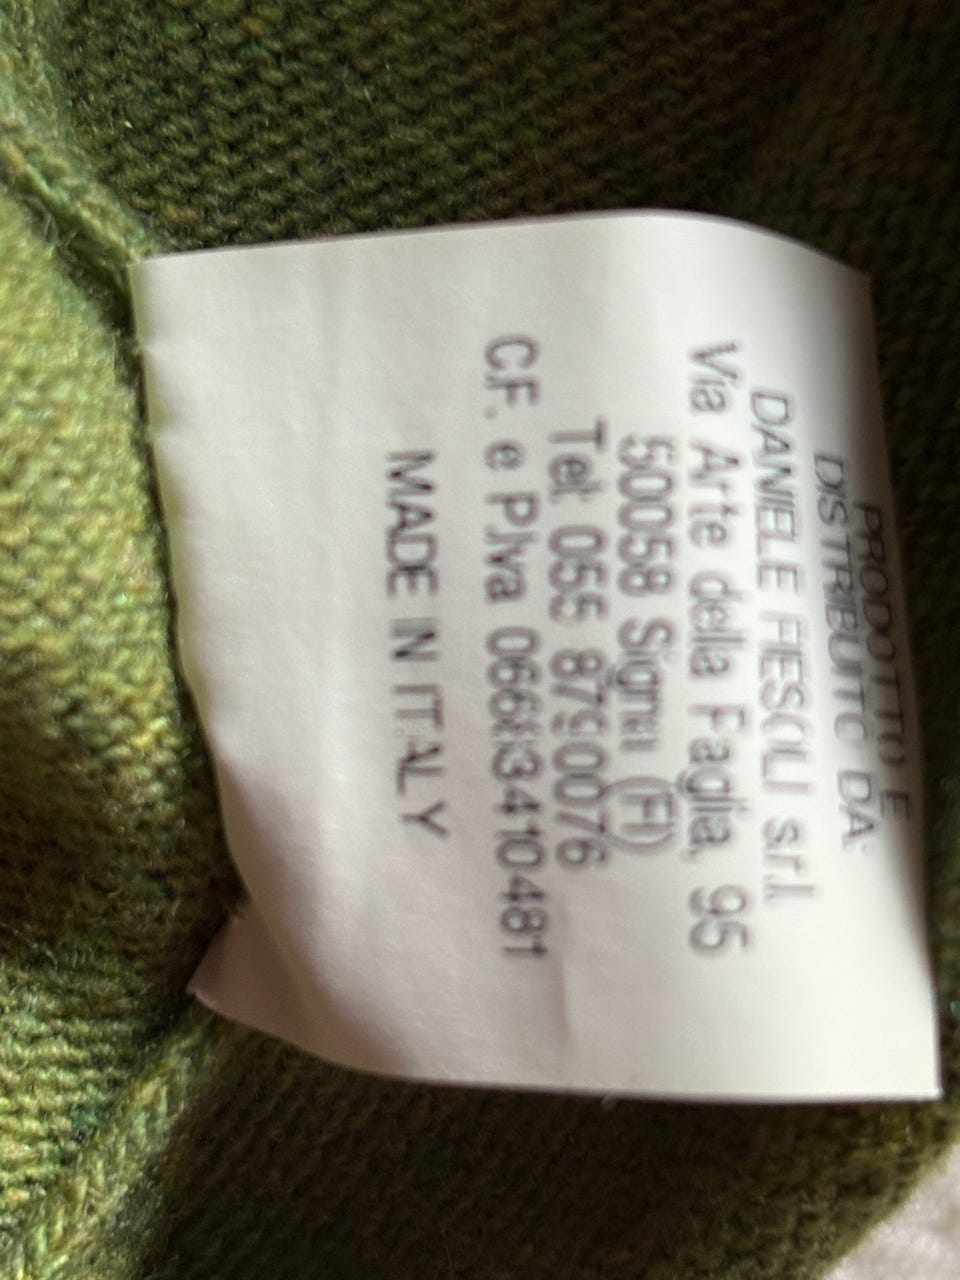 PRODOTTO E
DISTRIBUITO DA:
DANIELE FIESOLI s.r.l.
Via Arte della Paglia, 95
50058 Signa (FI)
Tel: 055 8790076
C.F. e P.Iva 06613410481
MADE IN ITALY